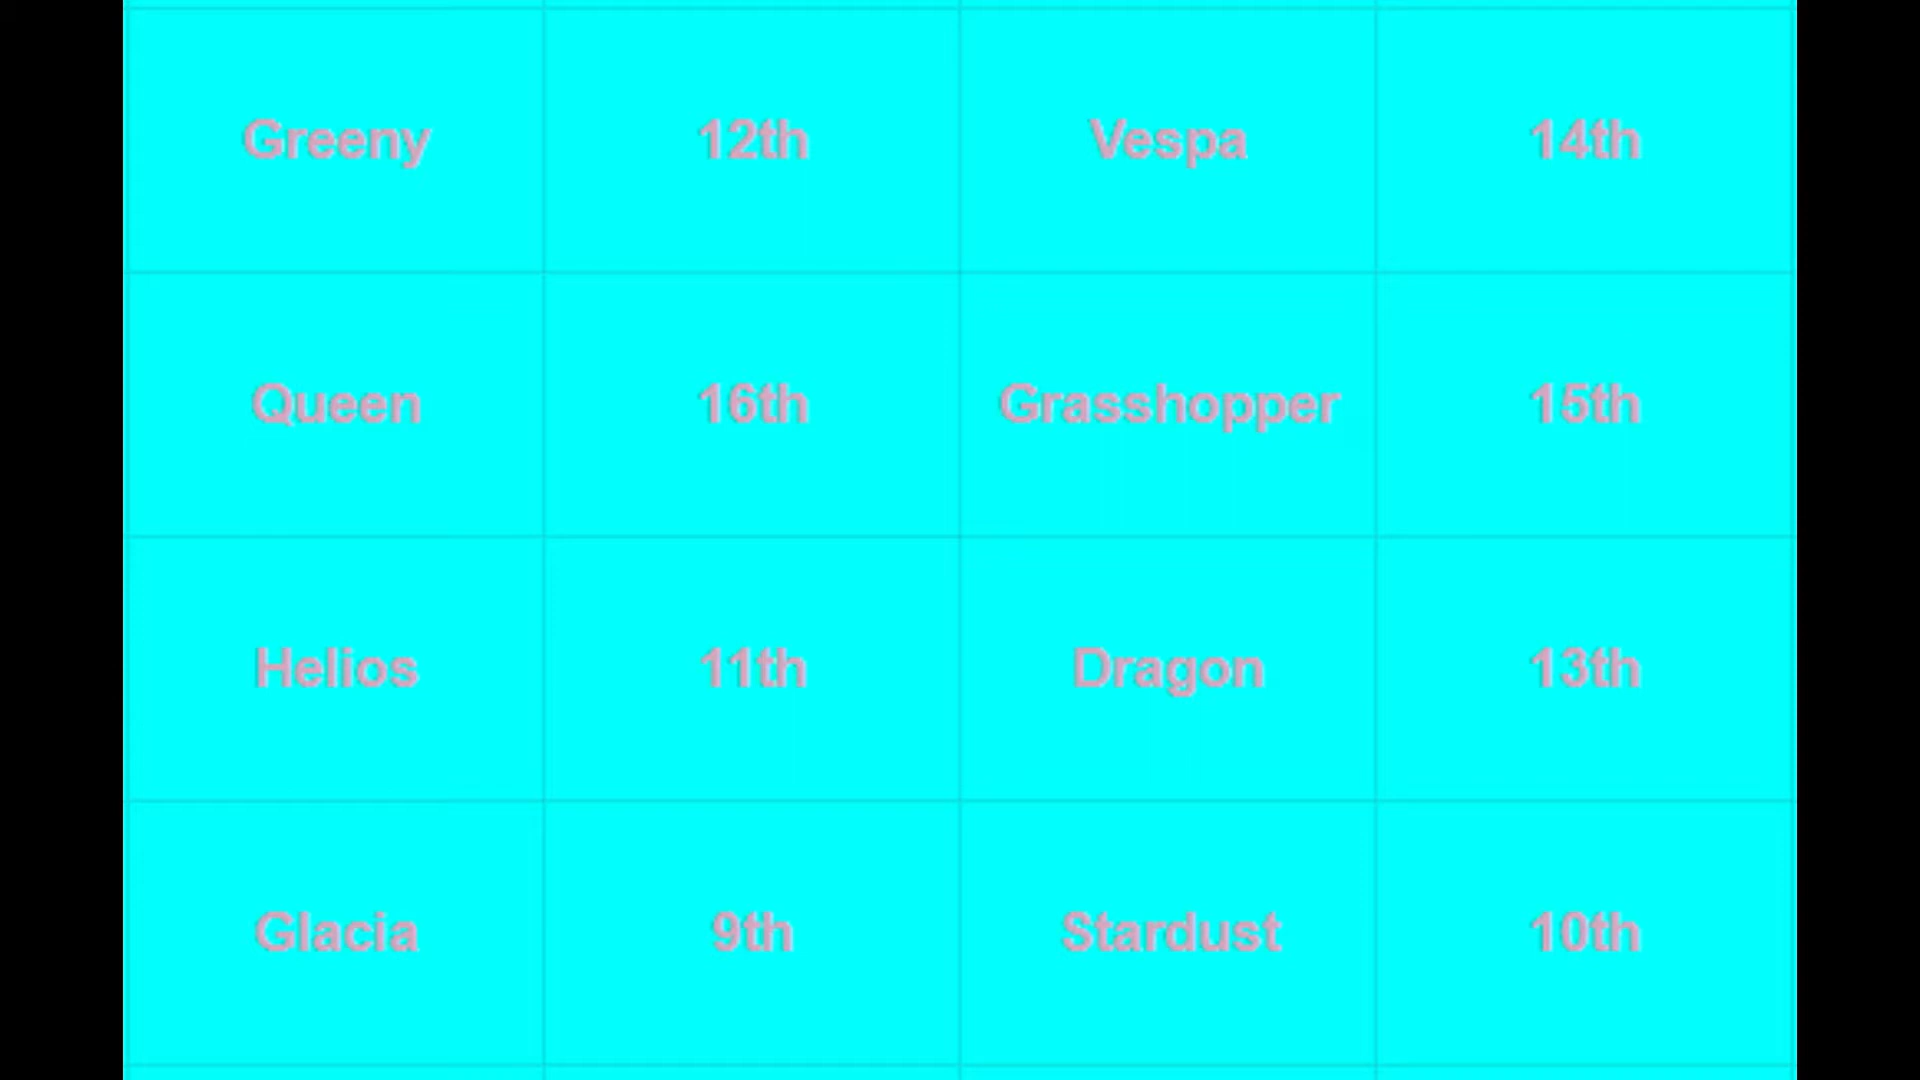 Greeny 12th Vespa 14th
Queen 16th Grasshopper 15th
Helios 11th Dragon 13th
Glacia 9th Stardust 10th